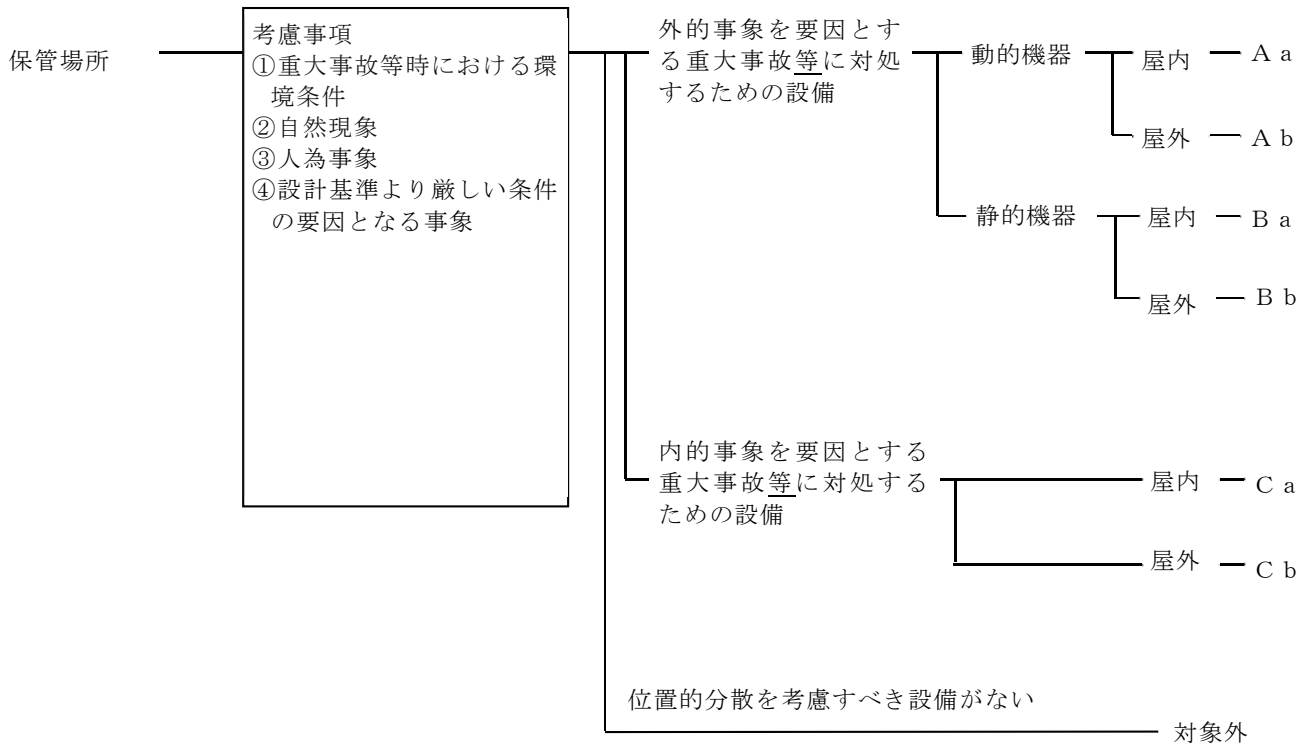 保管場所
考慮事項
①重大事故等時における環
境条件
②自然現象
③人為事象
④設計基準より厳しい条件
の要因となる事象
外的事象を要因とす
る重大事故等に対処
するための設備
動的機器
屋内
Ａａ
屋外
Ａｂ
静的機器
屋内
Ｂａ
屋外
Ｂｂ
内的事象を要因とする
重大事故等に対処する
ための設備
屋内
Ｃａ
屋外
Ｃｂ
位置的分散を考慮すべき設備がない
対象外